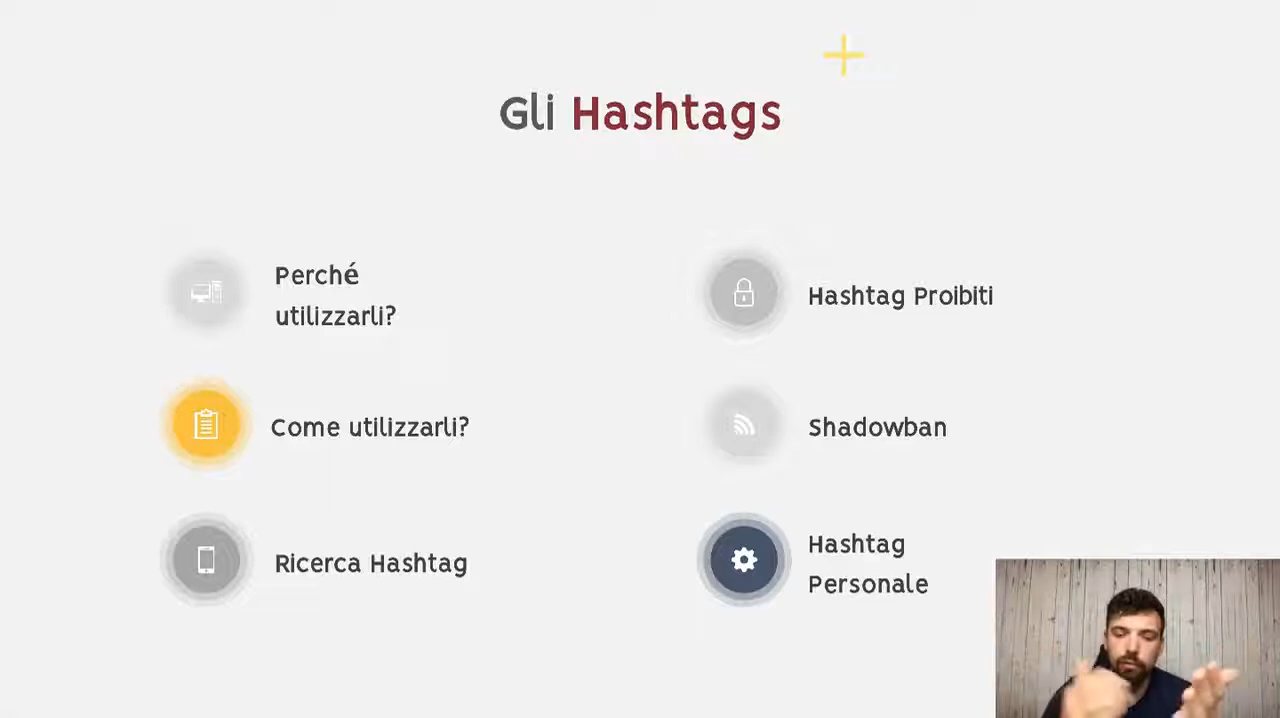 Gli Hashtags
Perché
utilizzarli?
Come utilizzarli?
Ricerca Hashtag
Hashtag Proibiti
Shadowban
Hashtag
Personale